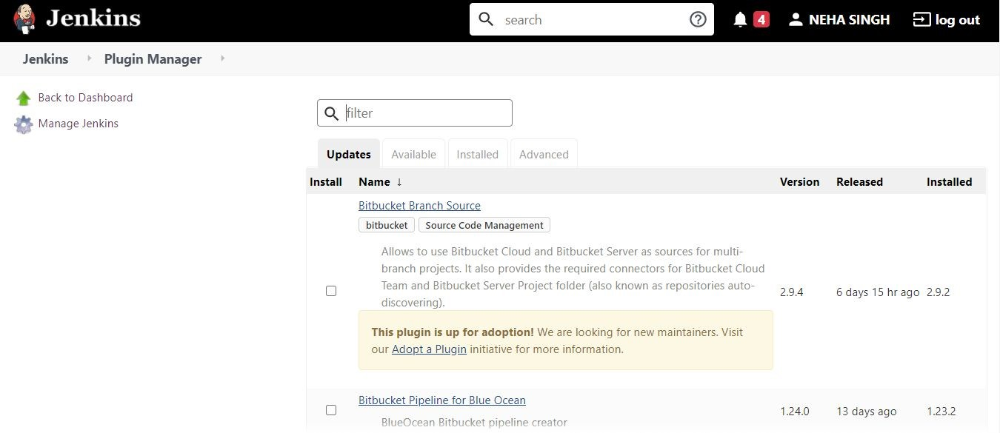 Jenkins
search
4
NEHA SINGH
log out
Jenkins
Plugin Manager
Back to Dashboard
Manage Jenkins
filter
Updates Available Installed Advanced
Install Name ↓ Version Released Installed
Bitbucket Branch Source
bitbucket Source Code Management
Allows to use Bitbucket Cloud and Bitbucket Server as sources for multi-
branch projects. It also provides the required connectors for Bitbucket Cloud
Team and Bitbucket Server Project folder (also known as repositories auto-
discovering).
2.9.4 6 days 15 hr ago 2.9.2
This plugin is up for adoption! We are looking for new maintainers. Visit
our Adopt a Plugin initiative for more information.
Bitbucket Pipeline for Blue Ocean
BlueOcean Bitbucket pipeline creator
1.24.0 13 days ago 1.23.2